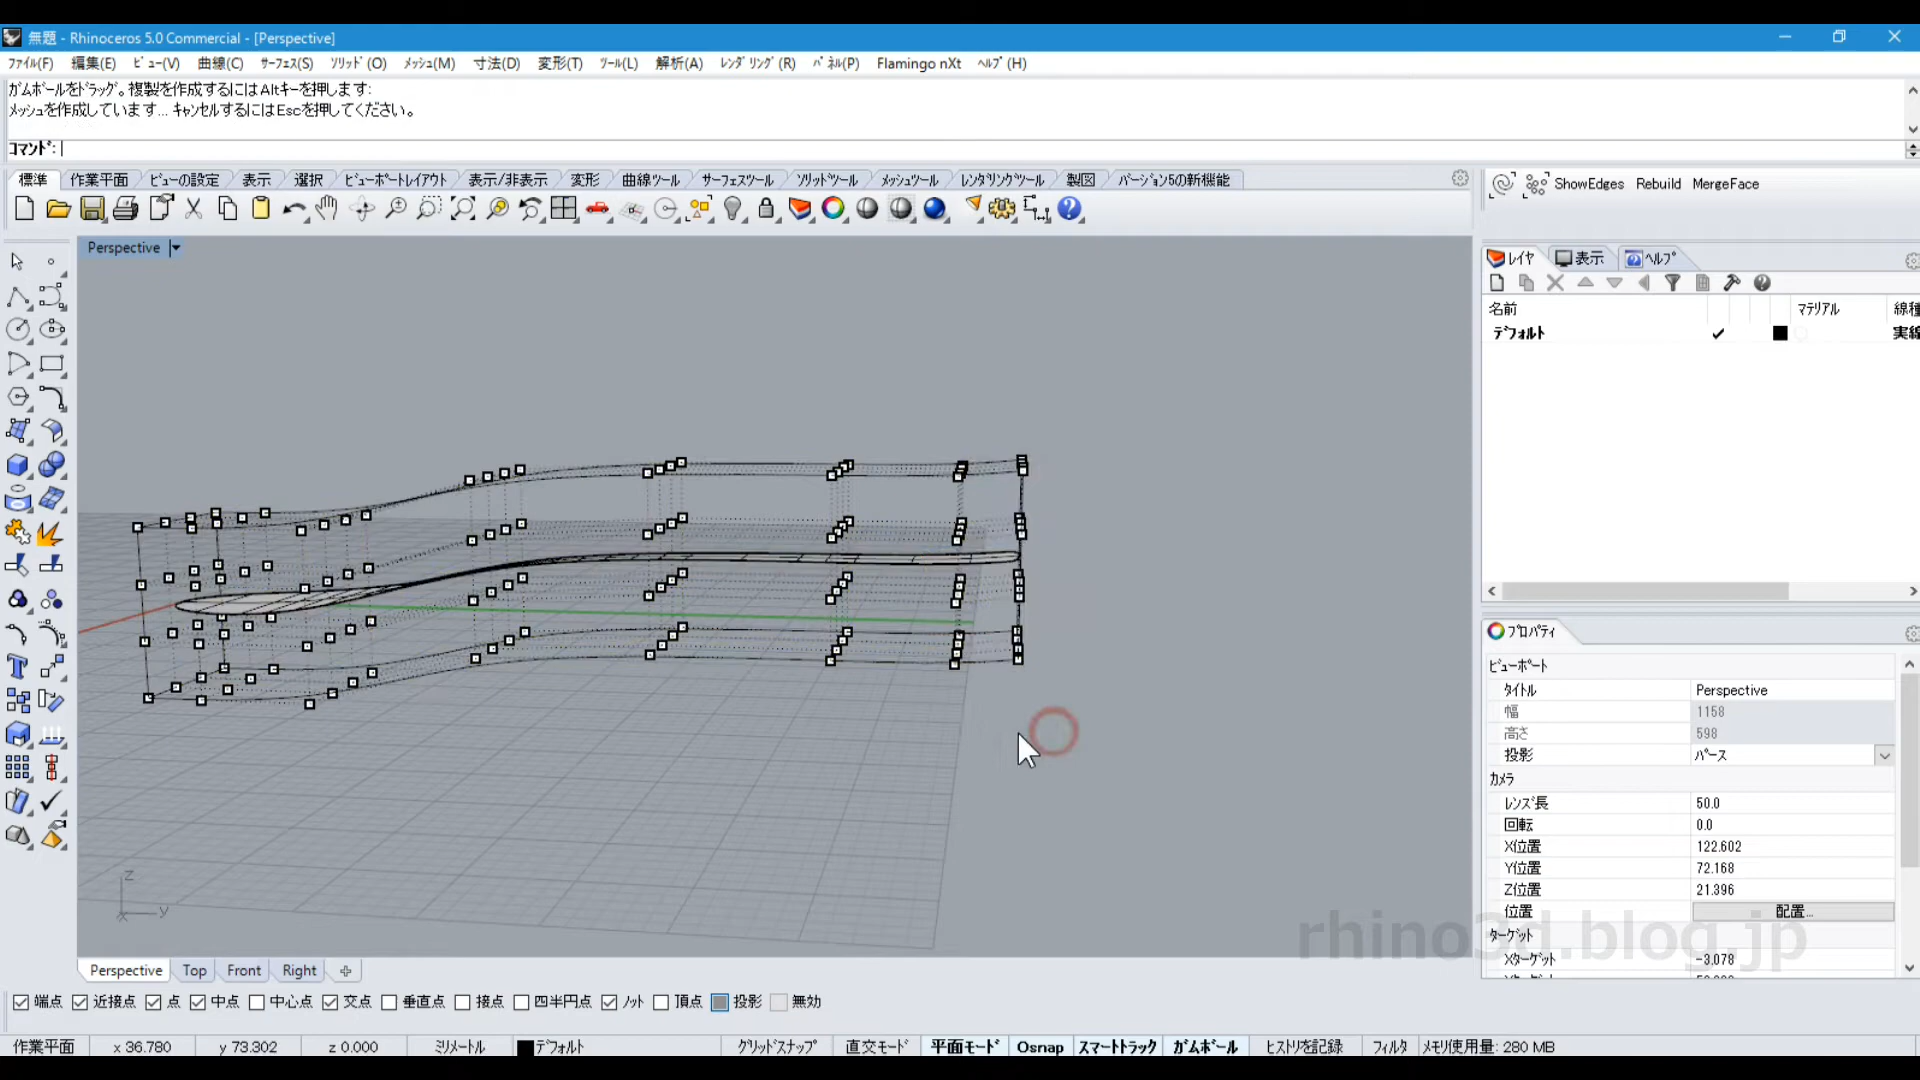 無題 - Rhinoceros 5.0 Commercial - [Perspective]
ﾌｧｲﾙ(F) 編集(E) ﾋﾞｭｰ(V) 曲線(C) ｻｰﾌｪｽ(S) ｿﾘｯﾄﾞ(O) ﾒｯｼｭ(M) 寸法(D) 変形(T) ﾂｰﾙ(L) 解析(A) ﾚﾝﾀﾞﾘﾝｸﾞ(R) ﾊﾟﾈﾙ(P) Flamingo nXt ﾍﾙﾌﾟ(H)
ガムボールをドラッグ。複製を作成するにはAltキーを押します:
メッシュを作成しています... キャンセルするにはEscを押してください。
コマンド:
標準 作業平面 ビューの設定 表示 選択 ビューポートレイアウト 表示/非表示 変形 曲線ツール サーフェスツール ソリッドツール メッシュツール レンダリングツール 製図 バージョン5の新機能
ShowEdges Rebuild MergeFace
Perspective
レイヤ 表示 ヘルプ
名前 マテリアル 線種
デフォルト 実線
プロパティ
ビューポート
タイトル Perspective
幅 1158
高さ 598
投影 パース
カメラ
レンズ長 50.0
回転 0.0
X位置 122.602
Y位置 72.168
Z位置 21.396
位置 配置...
ターゲット
Xターゲット -3.078
z
y
x
rhino3d.blog.jp
Perspective Top Front Right
端点 近接点 点 中点 中心点 交点 垂直点 接点 四半円点 ノット 頂点 投影 無効
作業平面 x 36.780 y 73.302 z 0.000 ミリメートル デフォルト グリッドスナップ 直交モード 平面モード Osnap スマートトラック ガムボール ヒストリを記録 フィルタ メモリ使用量: 280 MB